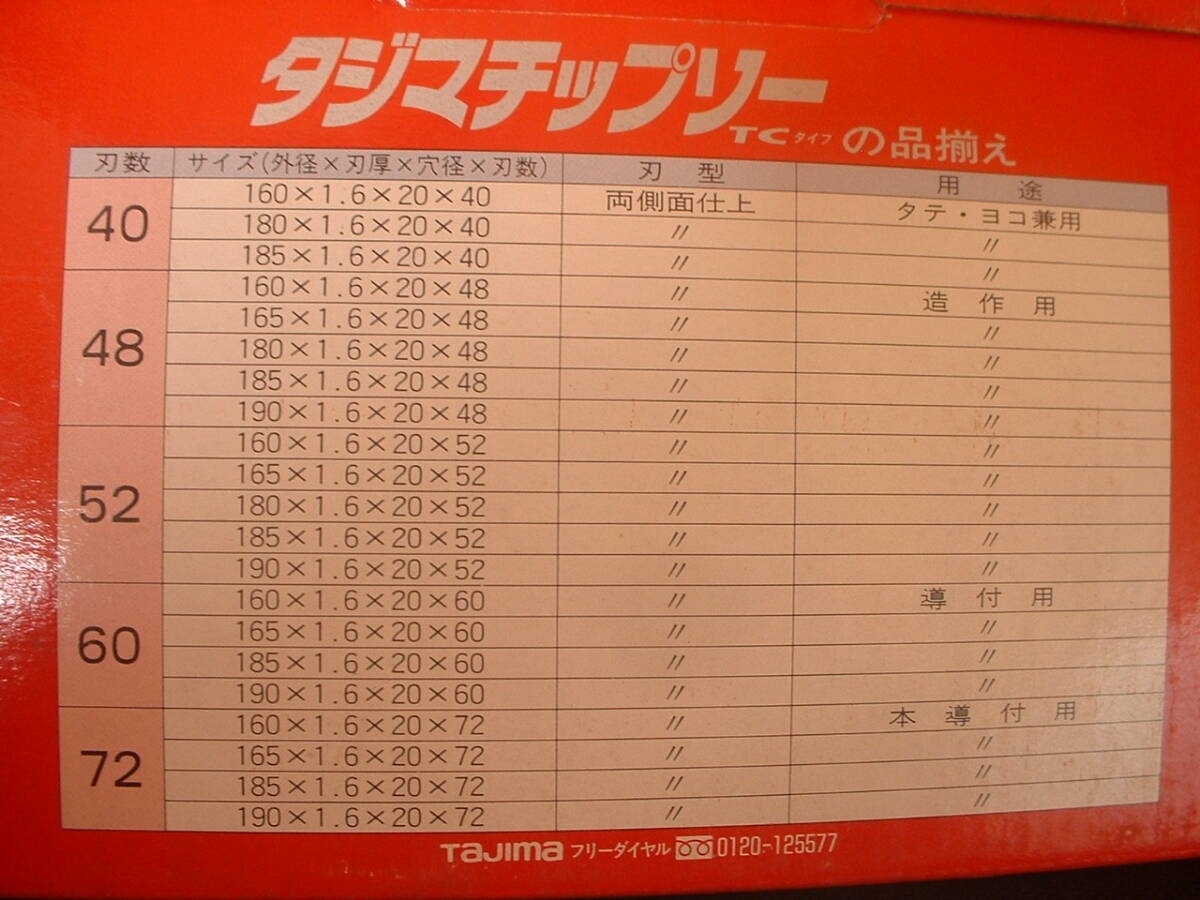 タジマチップソー
TCタイプの品揃え
刃数 サイズ(外径×刃厚×穴径×刃数) 刃型 用途
40 160×1.6×20×40 両側面仕上 タテ・ヨコ兼用
180×1.6×20×40 〃 〃
185×1.6×20×40 〃 〃
48 160×1.6×20×48 〃 造作用
165×1.6×20×48 〃 〃
180×1.6×20×48 〃 〃
185×1.6×20×48 〃 〃
190×1.6×20×48 〃 〃
52 160×1.6×20×52 〃 〃
165×1.6×20×52 〃 〃
180×1.6×20×52 〃 〃
185×1.6×20×52 〃 〃
190×1.6×20×52 〃 〃
60 160×1.6×20×60 〃 導付用
165×1.6×20×60 〃 〃
185×1.6×20×60 〃 〃
190×1.6×20×60 〃 〃
72 160×1.6×20×72 〃 本導付用
165×1.6×20×72 〃 〃
185×1.6×20×72 〃 〃
190×1.6×20×72 〃 〃
TAJIMA フリーダイヤル 0120-125577